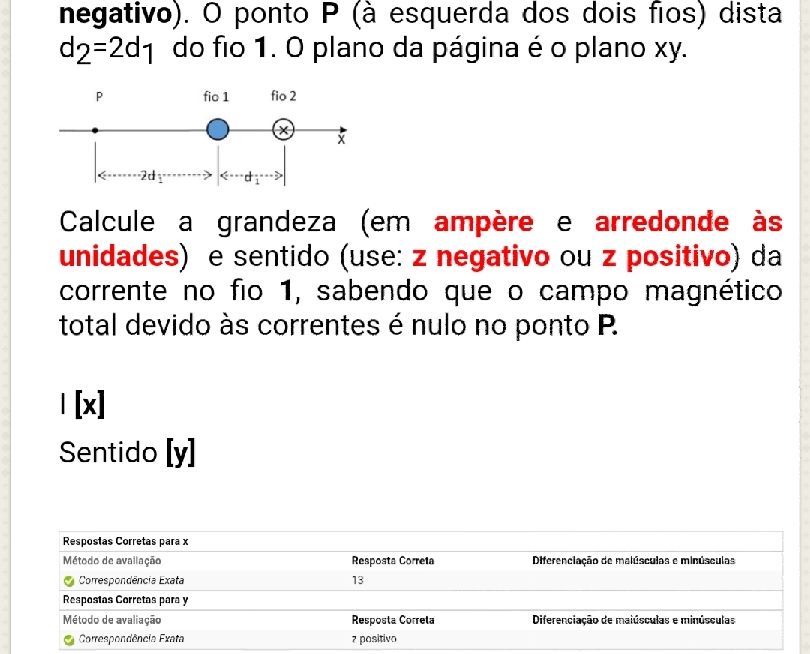 negativo). O ponto P (à esquerda dos dois fios) dista
d2=2d1 do fio 1. O plano da página é o plano xy.
P fio 1 fio 2
X
2d1 d1
Calcule a grandeza (em ampère e arredonde às
unidades) e sentido (use: z negativo ou z positivo) da
corrente no fio 1, sabendo que o campo magnético
total devido às correntes é nulo no ponto P.
I [x]
Sentido [y]
Respostas Corretas para x
Método de avaliação Resposta Correta Diferenciação de maiúsculas e minúsculas
Correspondência Exata 13
Respostas Corretas para y
Método de avaliação Resposta Correta Diferenciação de maiúsculas e minúsculas
Correspondência Exata z positivo